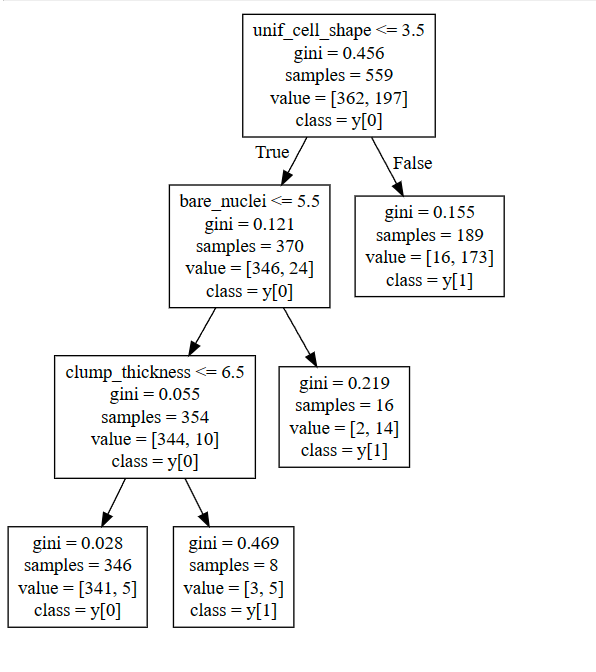 unif_cell_shape <= 3.5
gini = 0.456
samples = 559
value = [362, 197]
class = y[0]
True
False
bare_nuclei <= 5.5
gini = 0.121
samples = 370
value = [346, 24]
class = y[0]
gini = 0.155
samples = 189
value = [16, 173]
class = y[1]
clump_thickness <= 6.5
gini = 0.055
samples = 354
value = [344, 10]
class = y[0]
gini = 0.219
samples = 16
value = [2, 14]
class = y[1]
gini = 0.028
samples = 346
value = [341, 5]
class = y[0]
gini = 0.469
samples = 8
value = [3, 5]
class = y[1]